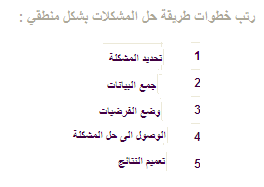 رتب خطوات طريقة حل المشكلات بشكل منطقي :
1 تحديد المشكلة
2 جمع البيانات
3 وضع الفرضيات
4 الوصول الى حل المشكلة
5 تعميم النتائج